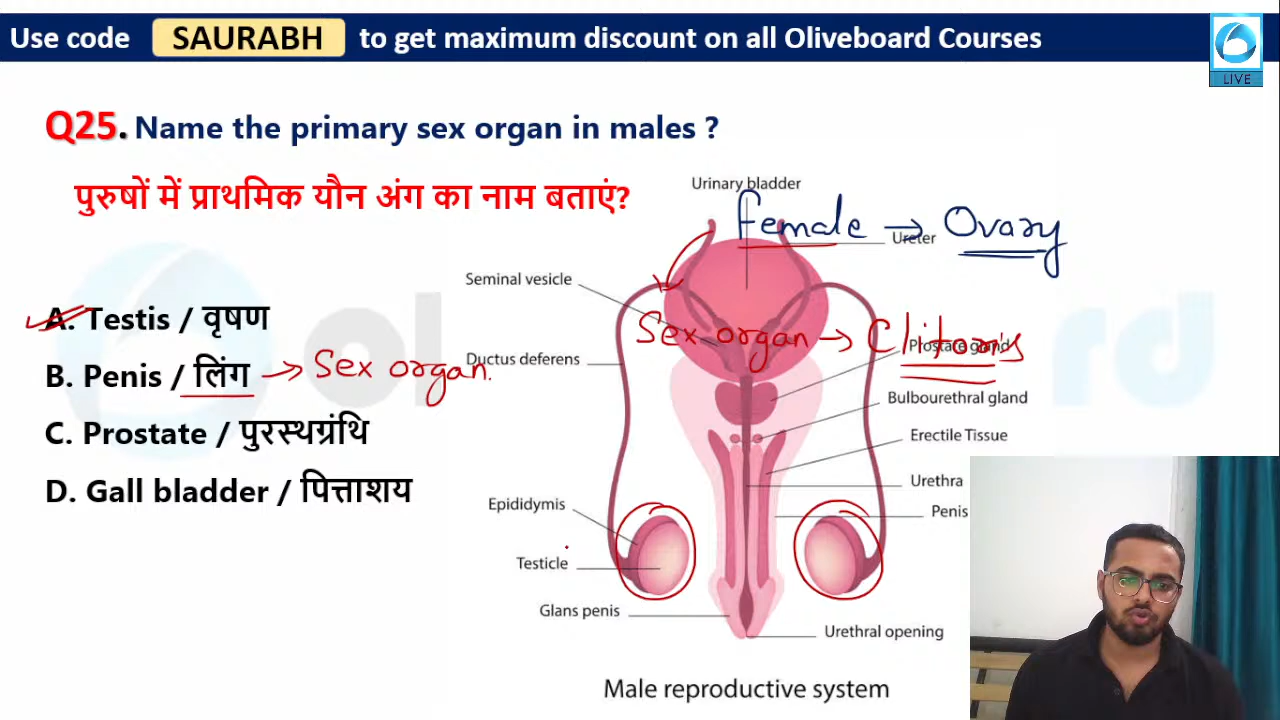 Use code SAURABH to get maximum discount on all Oliveboard Courses
LIVE
Q25. Name the primary sex organ in males ?
पुरुषों में प्राथमिक यौन अंग का नाम बताएं?
Urinary bladder
Female → Ovary
Ureter
Seminal vesicle
A. Testis / वृषण
Sex organ → Clitoris
Prostate gland
Ductus deferens
B. Penis / लिंग → Sex organ.
Bulbourethral gland
C. Prostate / पुरस्थग्रंथि
Erectile Tissue
Urethra
D. Gall bladder / पित्ताशय
Epididymis
Penis
Testicle
Glans penis
Urethral opening
Male reproductive system